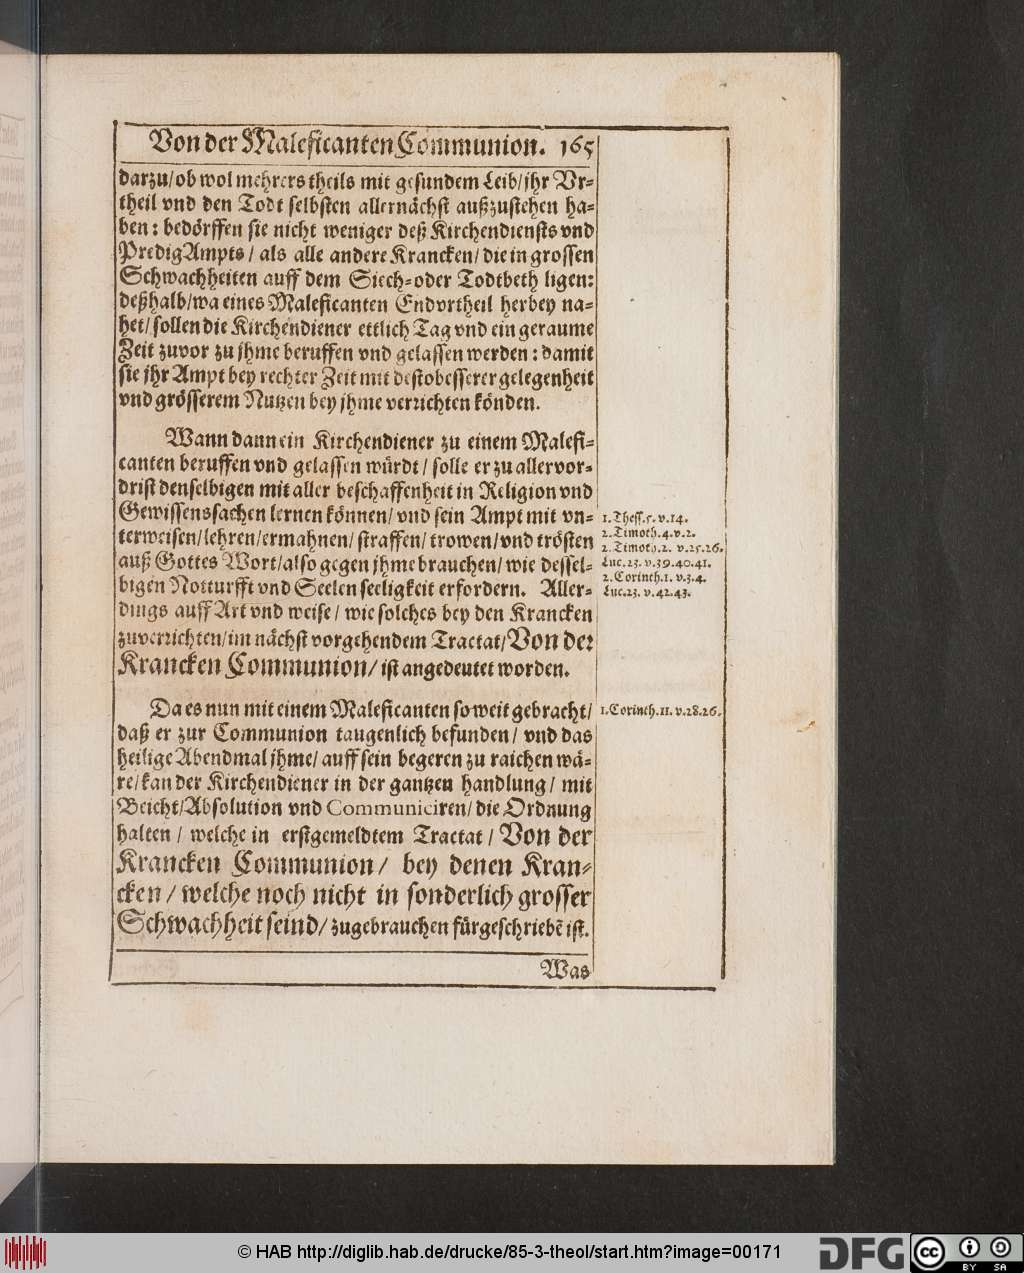 Von der Maleficanten Communion. 165
darzu/ ob wol mehrers theils mit gesundem Leib/ jhr Vr-
theil vnd den Todt selbsten allernächst außzustehen ha-
ben: bedörffen sie nicht weniger deß Kirchendiensts vnd
PredigAmpts/ als alle andere Krancken/ die in grossen
Schwachheiten auff dem Siech- oder Todtbeth ligen:
deßhalb/ wa eines Maleficanten Endvrtheil herbey na-
het/ sollen die Kirchendiener ettlich Tag vnd ein geraume
Zeit zuvor zu jhme beruffen vnd gelassen werden: damit
sie jhr Ampt bey rechter Zeit mit destobesserer gelegenheit
vnd grösserem Nutzen bey jhme verrichten könden.
Wann dann ein Kirchendiener zu einem Malefi-
canten beruffen vnd gelassen würdt/ solle er zu allervor-
drist denselbigen mit aller beschaffenheit in Religion vnd
Gewissenssachen lernen können/ vnd sein Ampt mit vn-
terweisen/ lehren/ ermahnen/ straffen/ trowen/ vnd trösten
auß Gottes Wort/ also gegen jhme brauchen/ wie dessel-
bigen Notturfft vnd Seelen seeligkeit erfordern. Aller-
dings auff Art vnd weise/ wie solches bey den Krancken
zuverrichten/ im nächst vorgehendem Tractat/ Von der
Krancken Communion/ ist angedeutet worden.
1. Thess. 5. v. 14.
2. Timoth. 4. v. 2.
2. Timoth. 2. v. 25. 26.
Luc. 23. v. 39. 40. 41.
2. Corinth. 1. v. 3. 4.
Luc. 23. v. 42. 43.
Da es nun mit einem Maleficanten so weit gebracht/
daß er zur Communion taugenlich befunden/ vnd das
heilige Abendmal jhme/ auff sein begeren zu raichen wä-
re/ kan der Kirchendiener in der gantzen handlung/ mit
Beicht/ Absolution vnd Communiciren/ die Ordnung
halten/ welche in erstgemeldtem Tractat/ Von der
Krancken Communion/ bey denen Kran-
cken/ welche noch nicht in sonderlich grosser
Schwachheit seind/ zugebrauchen fürgeschriebẽ ist.
1. Corinth. 11. v. 28. 26.
Was
© HAB http://diglib.hab.de/drucke/85-3-theol/start.htm?image=00171
DFG
cc BY SA